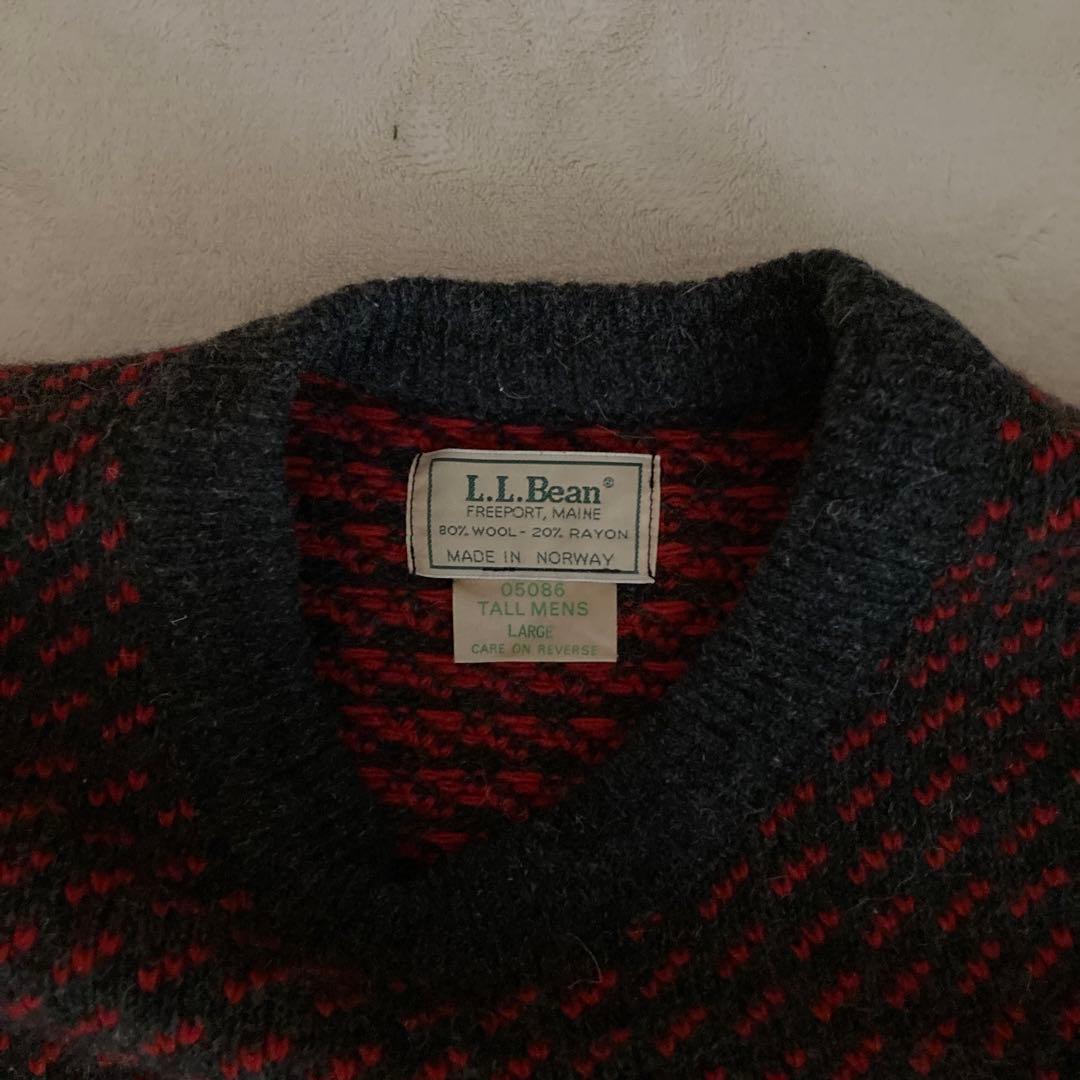 L.L.Bean®
FREEPORT, MAINE
80% WOOL - 20% RAYON
MADE IN NORWAY
05086
TALL MENS
LARGE
CARE ON REVERSE